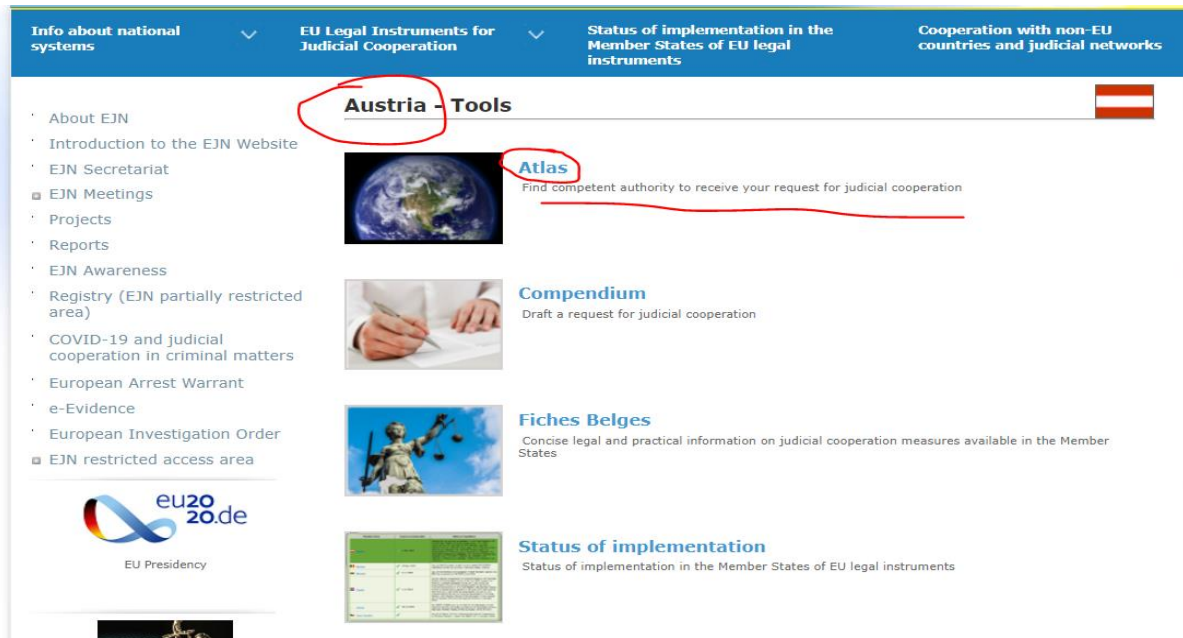 Info about national
systems
EU Legal Instruments for
Judicial Cooperation
Status of implementation in the
Member States of EU legal
instruments
Cooperation with non-EU
countries and judicial networks
About EJN
Introduction to the EJN Website
EJN Secretariat
EJN Meetings
Projects
Reports
EJN Awareness
Registry (EJN partially restricted
area)
COVID-19 and judicial
cooperation in criminal matters
European Arrest Warrant
e-Evidence
European Investigation Order
EJN restricted access area
eu20
20.de
EU Presidency
Austria - Tools
Atlas
Find competent authority to receive your request for judicial cooperation
Compendium
Draft a request for judicial cooperation
Fiches Belges
Concise legal and practical information on judicial cooperation measures available in the Member
States
Status of implementation
Status of implementation in the Member States of EU legal instruments